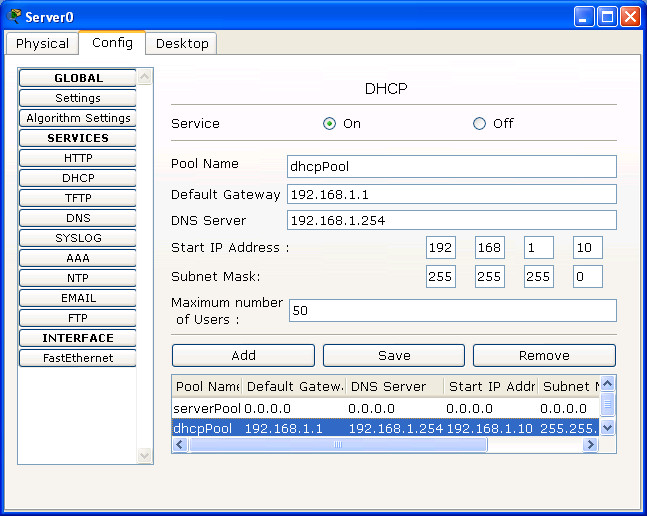 Server0
Physical Config Desktop
GLOBAL
Settings
Algorithm Settings
SERVICES
HTTP
DHCP
TFTP
DNS
SYSLOG
AAA
NTP
EMAIL
FTP
INTERFACE
FastEthernet
DHCP
Service On Off
Pool Name dhcpPool
Default Gateway 192.168.1.1
DNS Server 192.168.1.254
Start IP Address : 192 168 1 10
Subnet Mask: 255 255 255 0
Maximum number
of Users : 50
Add Save Remove
Pool Name Default Gatew. DNS Server Start IP Addr Subnet M
serverPool 0.0.0.0 0.0.0.0 0.0.0.0 0.0.0.0
dhcpPool 192.168.1.1 192.168.1.254 192.168.1.10 255.255.